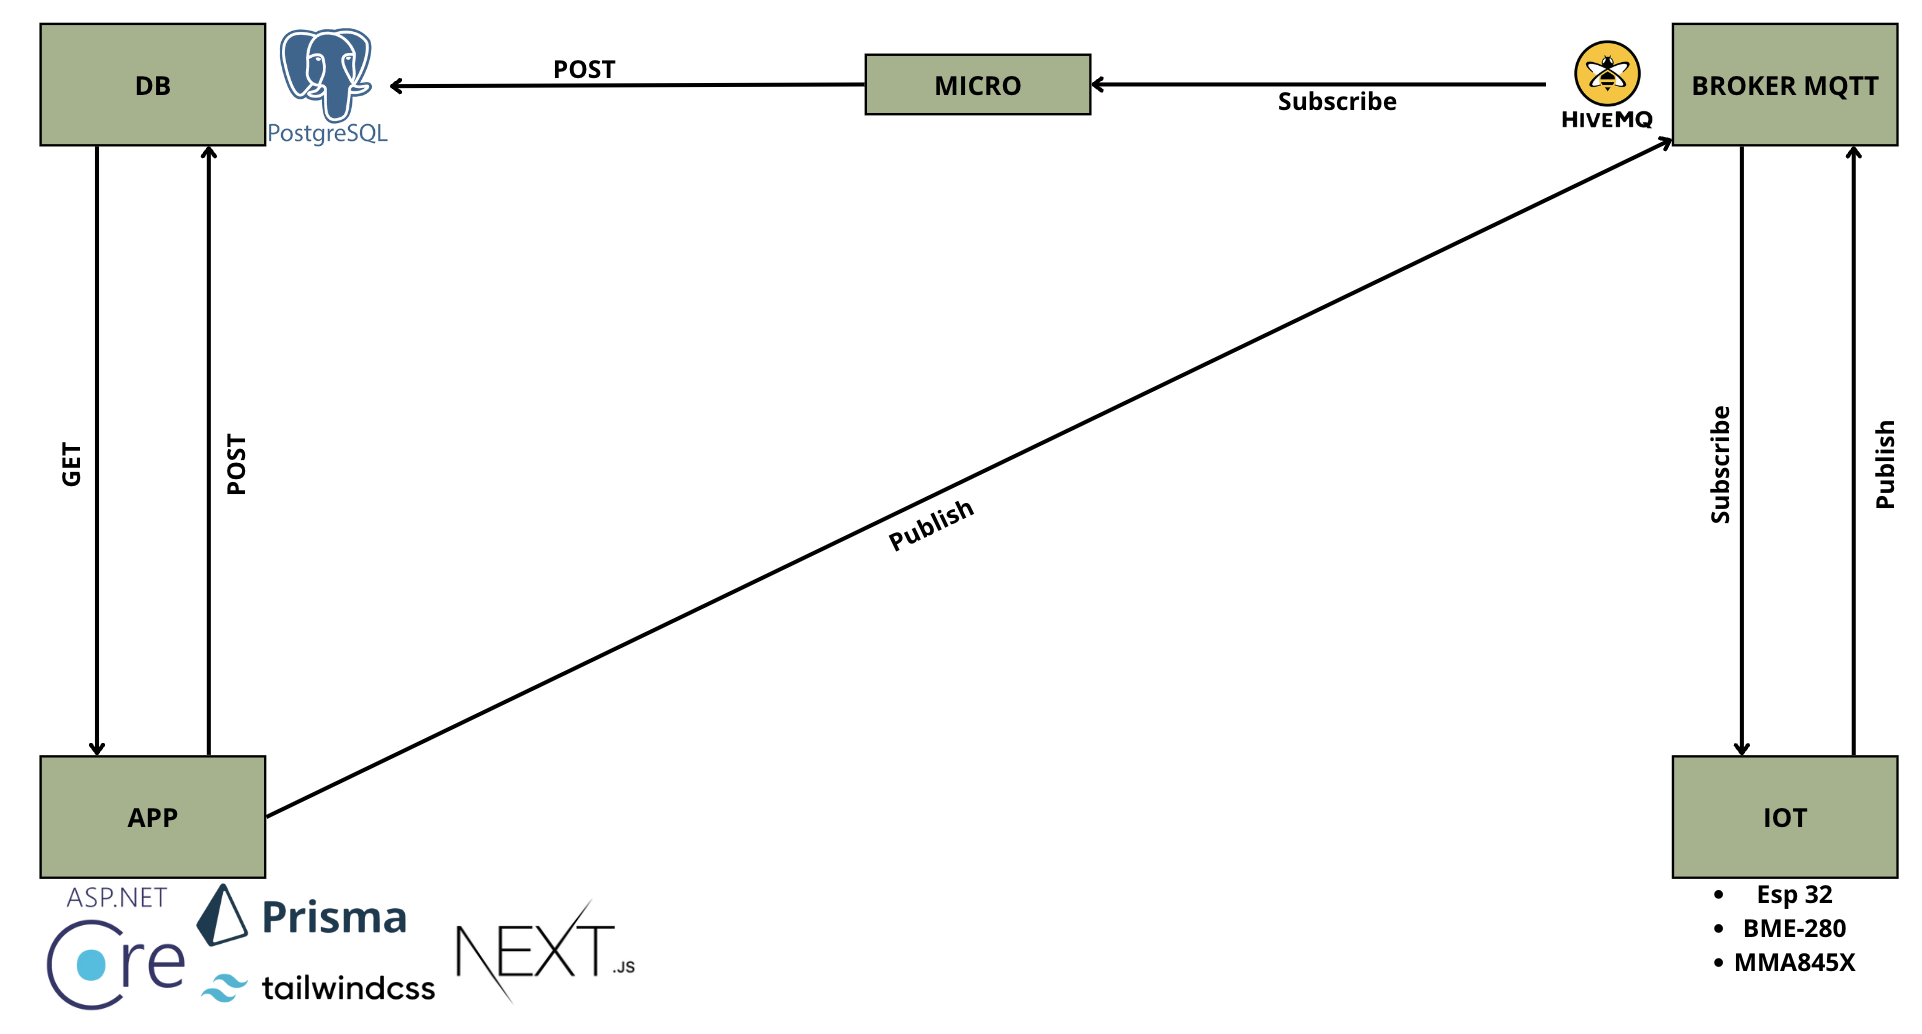 DB
PostgreSQL
POST
MICRO
Subscribe
HIVEMQ
BROKER MQTT
GET
POST
Publish
Subscribe
Publish
APP
IOT
ASP.NET
Core
Prisma
tailwindcss
NEXT.JS
• Esp 32
• BME-280
• MMA845X